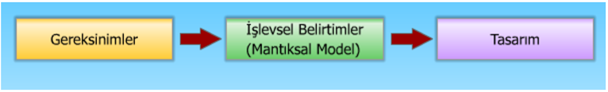 Gereksinimler
İşlevsel Belirtimler
(Mantıksal Model)
Tasarım